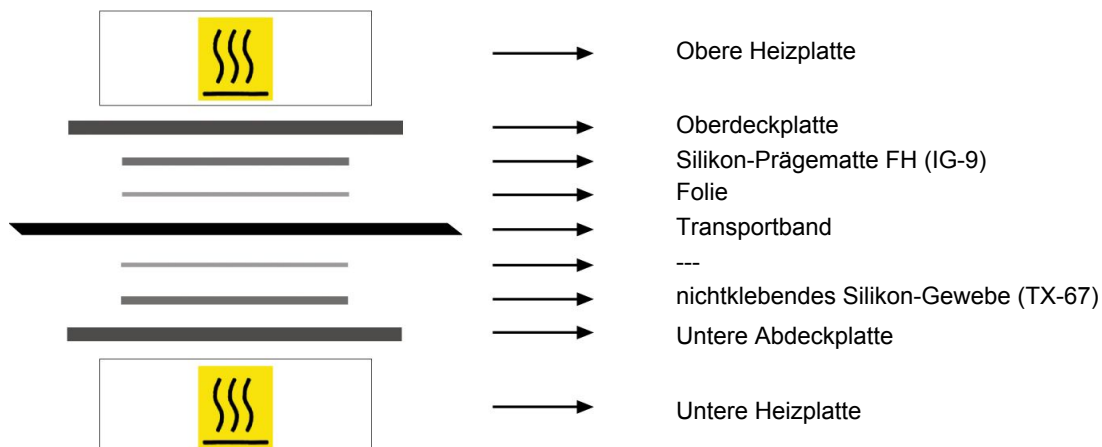 Obere Heizplatte
Oberdeckplatte
Silikon-Prägematte FH (IG-9)
Folie
Transportband
---
nichtklebendes Silikon-Gewebe (TX-67)
Untere Abdeckplatte
Untere Heizplatte